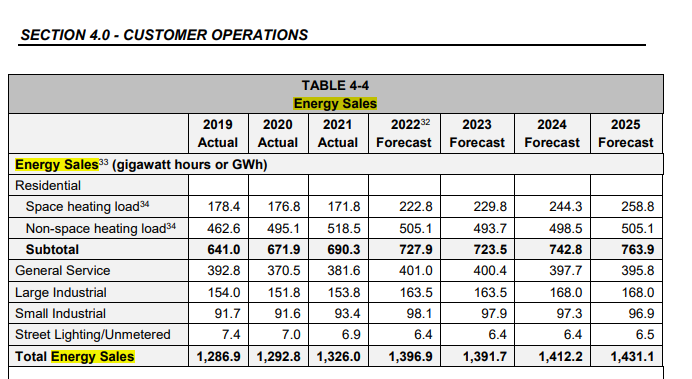 SECTION 4.0 - CUSTOMER OPERATIONS
TABLE 4-4
Energy Sales
2019 Actual 2020 Actual 2021 Actual 2022³² Forecast 2023 Forecast 2024 Forecast 2025 Forecast
Energy Sales³³ (gigawatt hours or GWh)
Residential
Space heating load³⁴ 178.4 176.8 171.8 222.8 229.8 244.3 258.8
Non-space heating load³⁴ 462.6 495.1 518.5 505.1 493.7 498.5 505.1
Subtotal 641.0 671.9 690.3 727.9 723.5 742.8 763.9
General Service 392.8 370.5 381.6 401.0 400.4 397.7 395.8
Large Industrial 154.0 151.8 153.8 163.5 163.5 168.0 168.0
Small Industrial 91.7 91.6 93.4 98.1 97.9 97.3 96.9
Street Lighting/Unmetered 7.4 7.0 6.9 6.4 6.4 6.4 6.5
Total Energy Sales 1,286.9 1,292.8 1,326.0 1,396.9 1,391.7 1,412.2 1,431.1